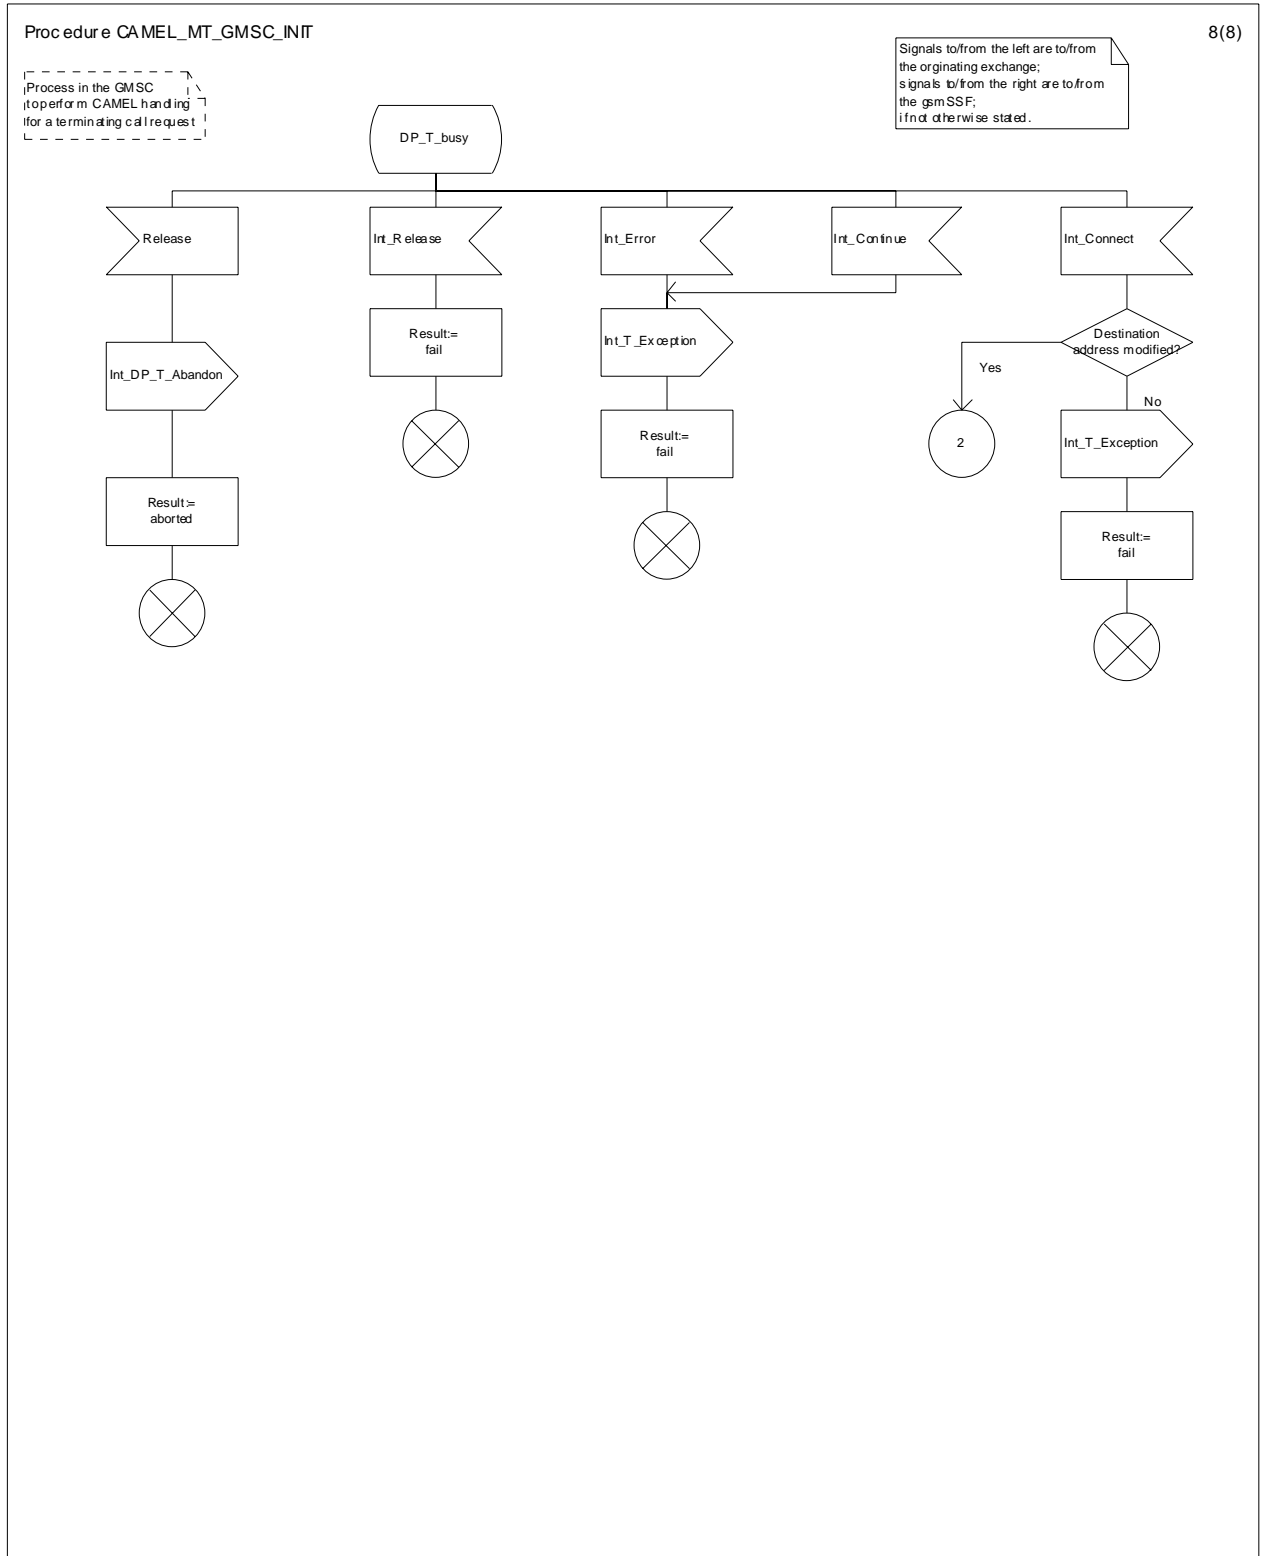 Procedure CAMEL_MT_GMSC_INIT
8(8)
Process in the GMSC
to perform CAMEL handling
for a terminating call request
Signals to/from the left are to/from
the orginating exchange;
signals to/from the right are to/from
the gsmSSF;
if not otherwise stated.
DP_T_busy
Release
Int_Release
Int_Error
Int_Continue
Int_Connect
Int_DP_T_Abandon
Result:=
fail
Int_T_Exception
Destination
address modified?
Yes
No
Result:=
fail
2
Int_T_Exception
Result:=
aborted
Result:=
fail